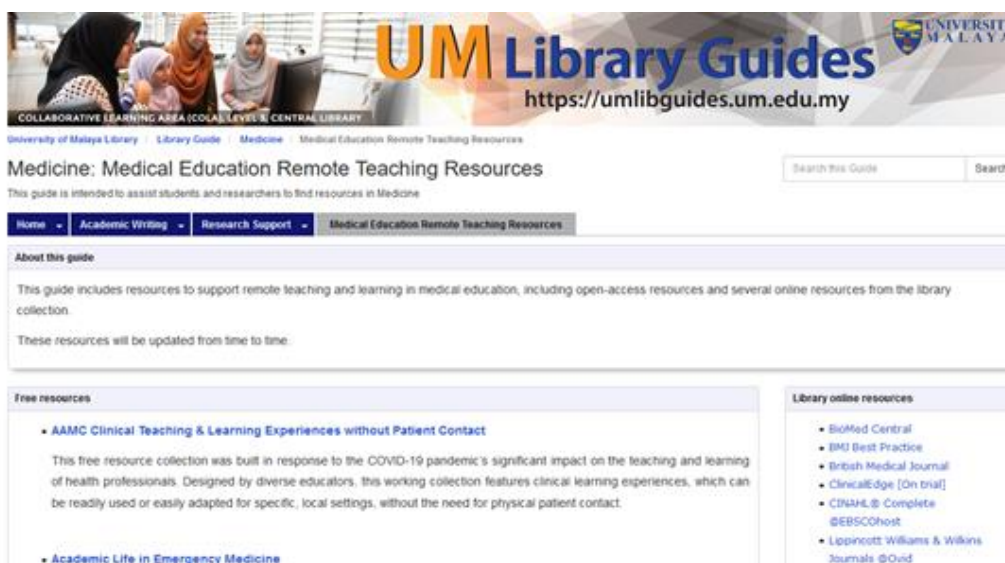 UM Library Guides
https://umlibguides.um.edu.my
UNIVERSIT
MALAYA
COLLABORATIVE LEARNING AREA (COLA), LEVEL 2, CENTRAL LIBRARY
University of Malaya Library / Library Guide / Medicine / Medical Education Remote Teaching Resources
Medicine: Medical Education Remote Teaching Resources
Search this Guide
Search
This guide is intended to assist students and researchers to find resources in Medicine
Home
Academic Writing
Research Support
Medical Education Remote Teaching Resources
About this guide
This guide includes resources to support remote teaching and learning in medical education, including open-access resources and several online resources from the library
collection.
These resources will be updated from time to time.
Free resources
• AAMC Clinical Teaching & Learning Experiences without Patient Contact
This free resource collection was built in response to the COVID-19 pandemic's significant impact on the teaching and learning
of health professionals. Designed by diverse educators, this working collection features clinical learning experiences, which can
be readily used or easily adapted for specific, local settings, without the need for physical patient contact.
• Academic Life in Emergency Medicine
Library online resources
• BioMed Central
• BMJ Best Practice
• British Medical Journal
• ClinicalEdge [On trial]
• CINAHL® Complete
@EBSCOhost
• Lippincott Williams & Wilkins
Journals @Ovid